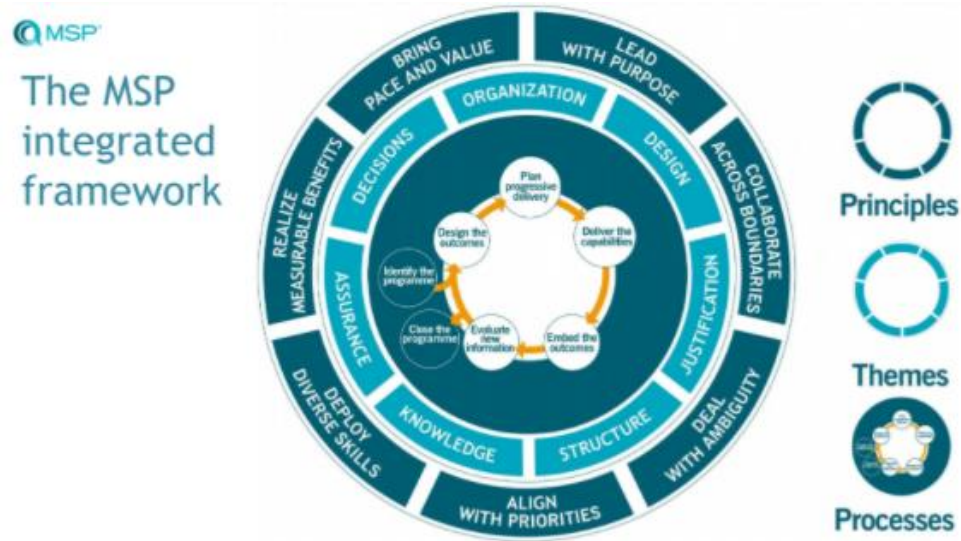 MSP®
The MSP
integrated
framework
BRING
PACE AND VALUE
LEAD
WITH PURPOSE
COLLABORATE
ACROSS BOUNDARIES
DEAL
WITH AMBIGUITY
ALIGN
WITH PRIORITIES
DEPLOY
DIVERSE SKILLS
REALIZE
MEASURABLE BENEFITS
ORGANIZATION
DESIGN
JUSTIFICATION
STRUCTURE
KNOWLEDGE
ASSURANCE
DECISIONS
Identify the
programme
Design the
outcomes
Plan
progressive
delivery
Deliver the
capabilities
Embed the
outcomes
Evaluate
new
information
Close the
programme
Principles
Themes
Processes